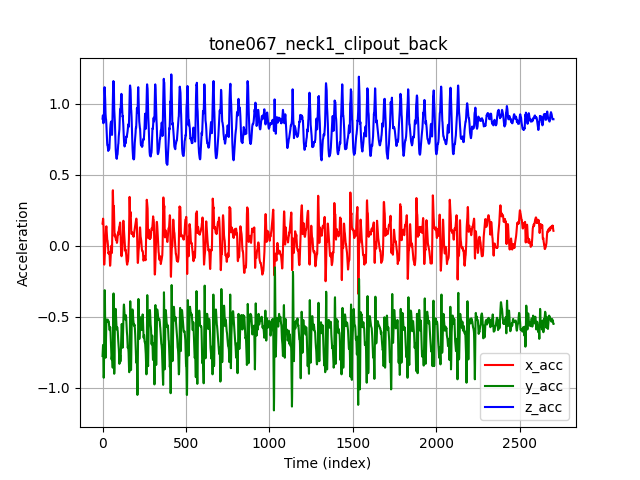 tone067_neck1_clipout_back
1.0
0.5
0.0
−0.5
−1.0
Acceleration
0
500
1000
1500
2000
2500
Time (index)
x_acc
y_acc
z_acc